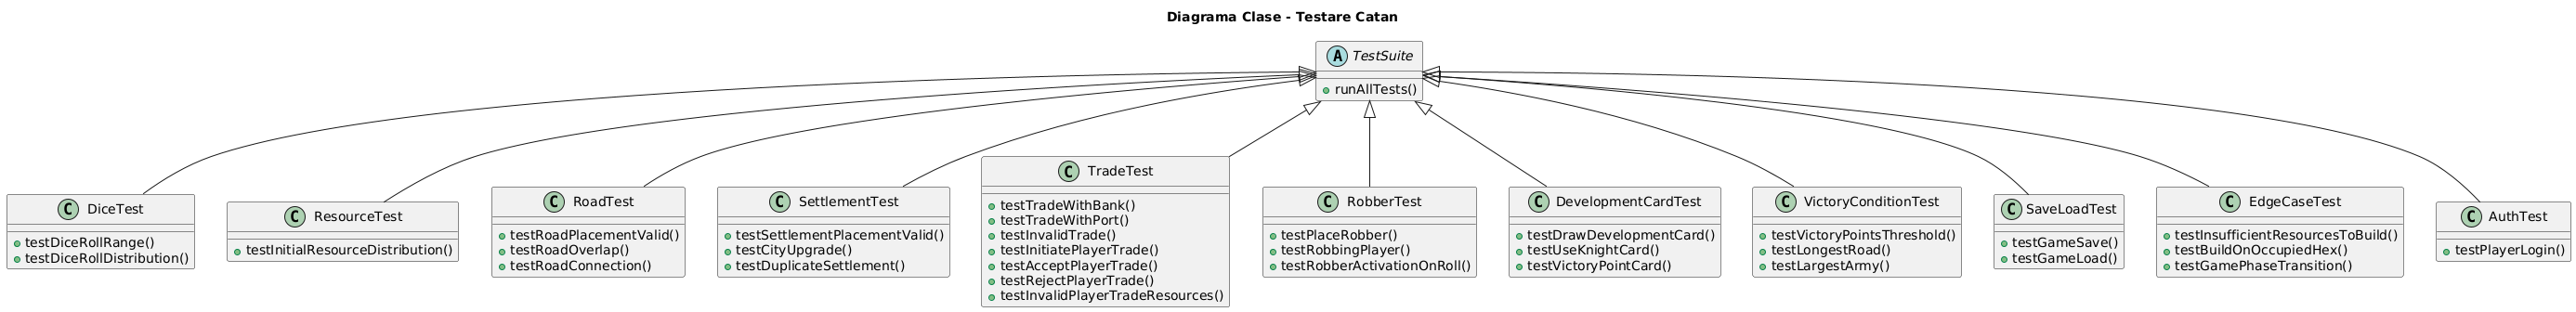 Diagrama Clase - Testare Catan
A TestSuite
runAllTests()
C DiceTest
testDiceRollRange()
testDiceRollDistribution()
C ResourceTest
testInitialResourceDistribution()
C RoadTest
testRoadPlacementValid()
testRoadOverlap()
testRoadConnection()
C SettlementTest
testSettlementPlacementValid()
testCityUpgrade()
testDuplicateSettlement()
C TradeTest
testTradeWithBank()
testTradeWithPort()
testInvalidTrade()
testInitiatePlayerTrade()
testAcceptPlayerTrade()
testRejectPlayerTrade()
testInvalidPlayerTradeResources()
C RobberTest
testPlaceRobber()
testRobbingPlayer()
testRobberActivationOnRoll()
C DevelopmentCardTest
testDrawDevelopmentCard()
testUseKnightCard()
testVictoryPointCard()
C VictoryConditionTest
testVictoryPointsThreshold()
testLongestRoad()
testLargestArmy()
C SaveLoadTest
testGameSave()
testGameLoad()
C EdgeCaseTest
testInsufficientResourcesToBuild()
testBuildOnOccupiedHex()
testGamePhaseTransition()
C AuthTest
testPlayerLogin()